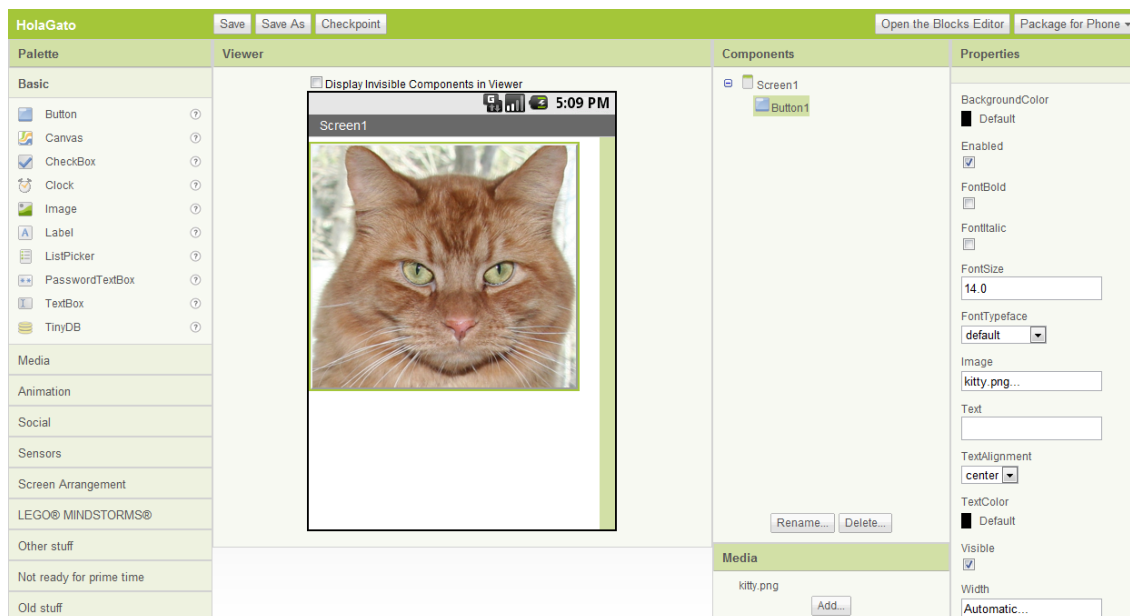 HolaGato
Save
Save As
Checkpoint
Open the Blocks Editor
Package for Phone
Palette
Basic
Button
Canvas
CheckBox
Clock
Image
Label
ListPicker
PasswordTextBox
TextBox
TinyDB
Media
Animation
Social
Sensors
Screen Arrangement
LEGO® MINDSTORMS®
Other stuff
Not ready for prime time
Old stuff
Viewer
Display Invisible Components in Viewer
5:09 PM
Screen1
Components
Screen1
Button1
Rename...
Delete...
Media
kitty.png
Add...
Properties
BackgroundColor
Default
Enabled
FontBold
FontItalic
FontSize
14.0
FontTypeface
default
Image
kitty.png...
Text
TextAlignment
center
TextColor
Default
Visible
Width
Automatic...